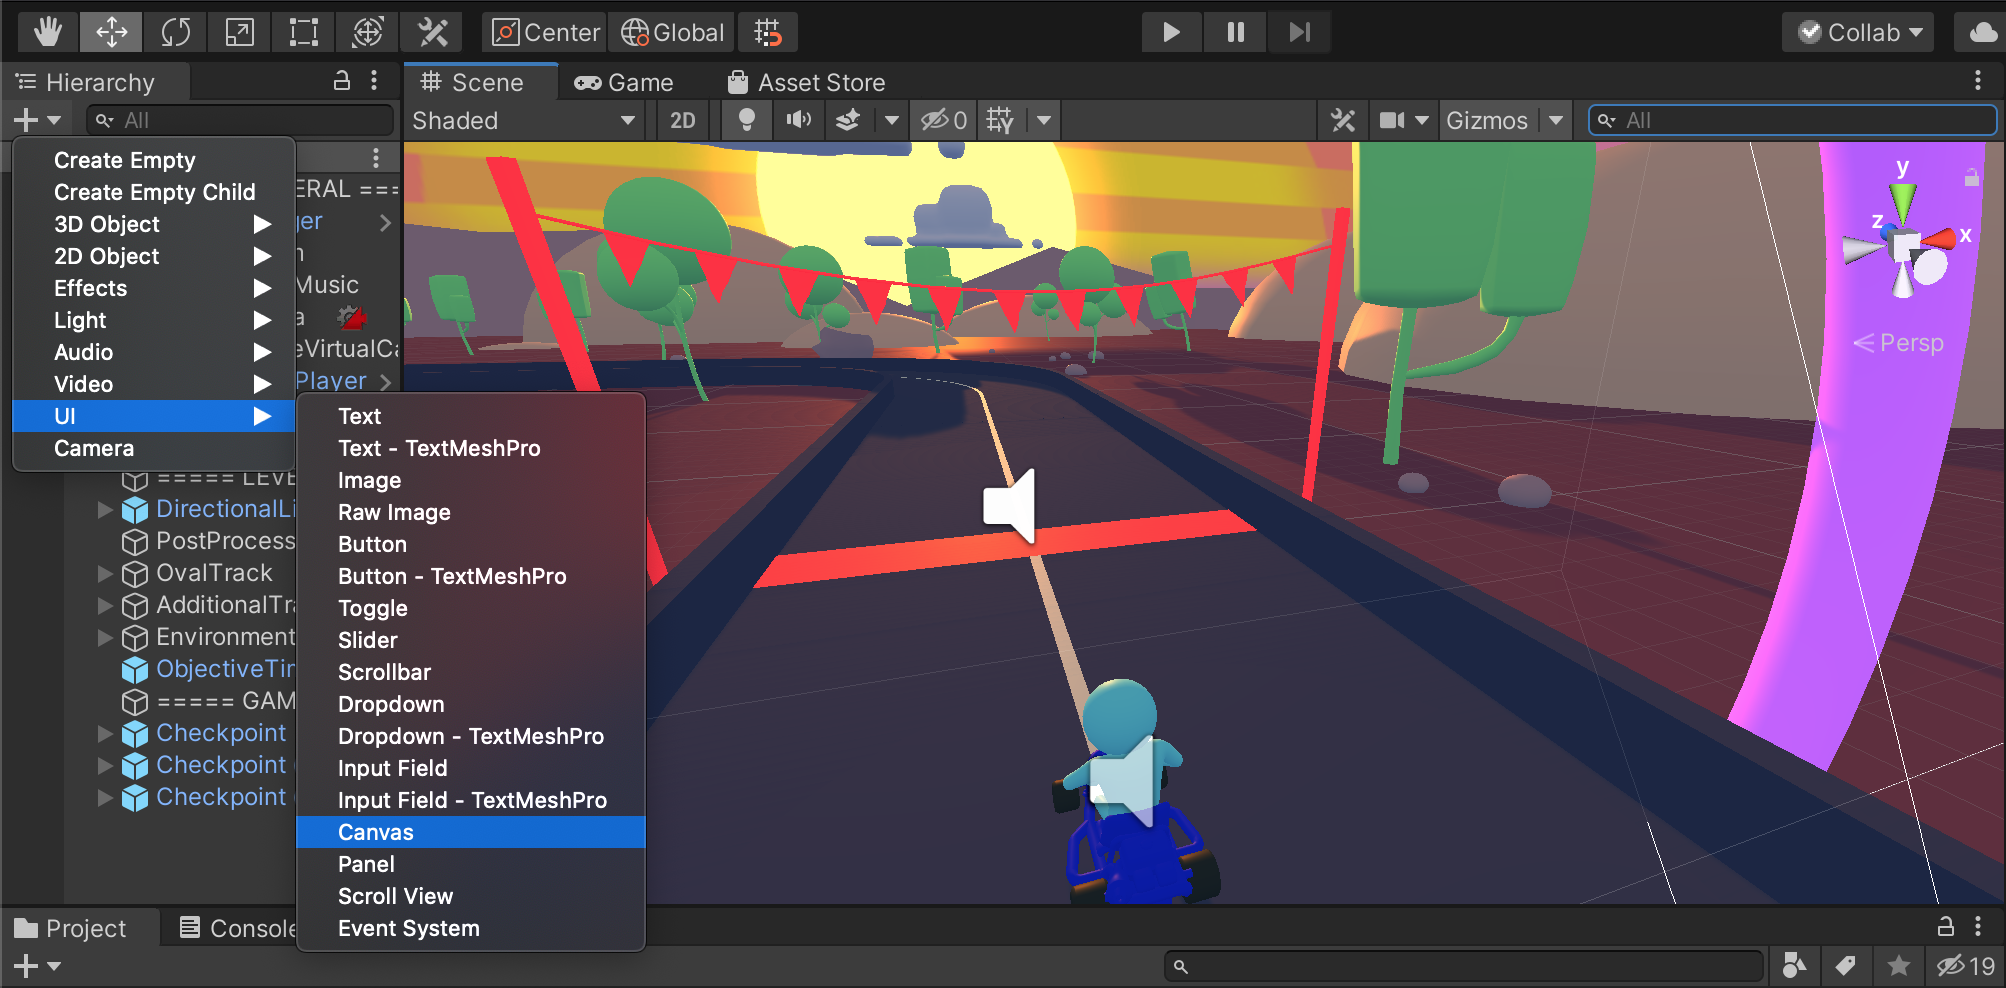 Center
Global
Collab
Hierarchy
Scene
Game
Asset Store
All
Shaded
2D
0
Gizmos
All
Create Empty
Create Empty Child
3D Object
2D Object
Effects
Light
Audio
Video
UI
Camera
ERAL ===
ger
Music
a
eVirtualCa
Player
Text
Text - TextMeshPro
Image
Raw Image
Button
Button - TextMeshPro
Toggle
Slider
Scrollbar
Dropdown
Dropdown - TextMeshPro
Input Field
Input Field - TextMeshPro
Canvas
Panel
Scroll View
Event System
===== LEVE
DirectionalLi
PostProcess
OvalTrack
AdditionalTra
Environment
ObjectiveTim
===== GAM
Checkpoint
Checkpoint (
Checkpoint (
y
z
x
Persp
Project
Console
19